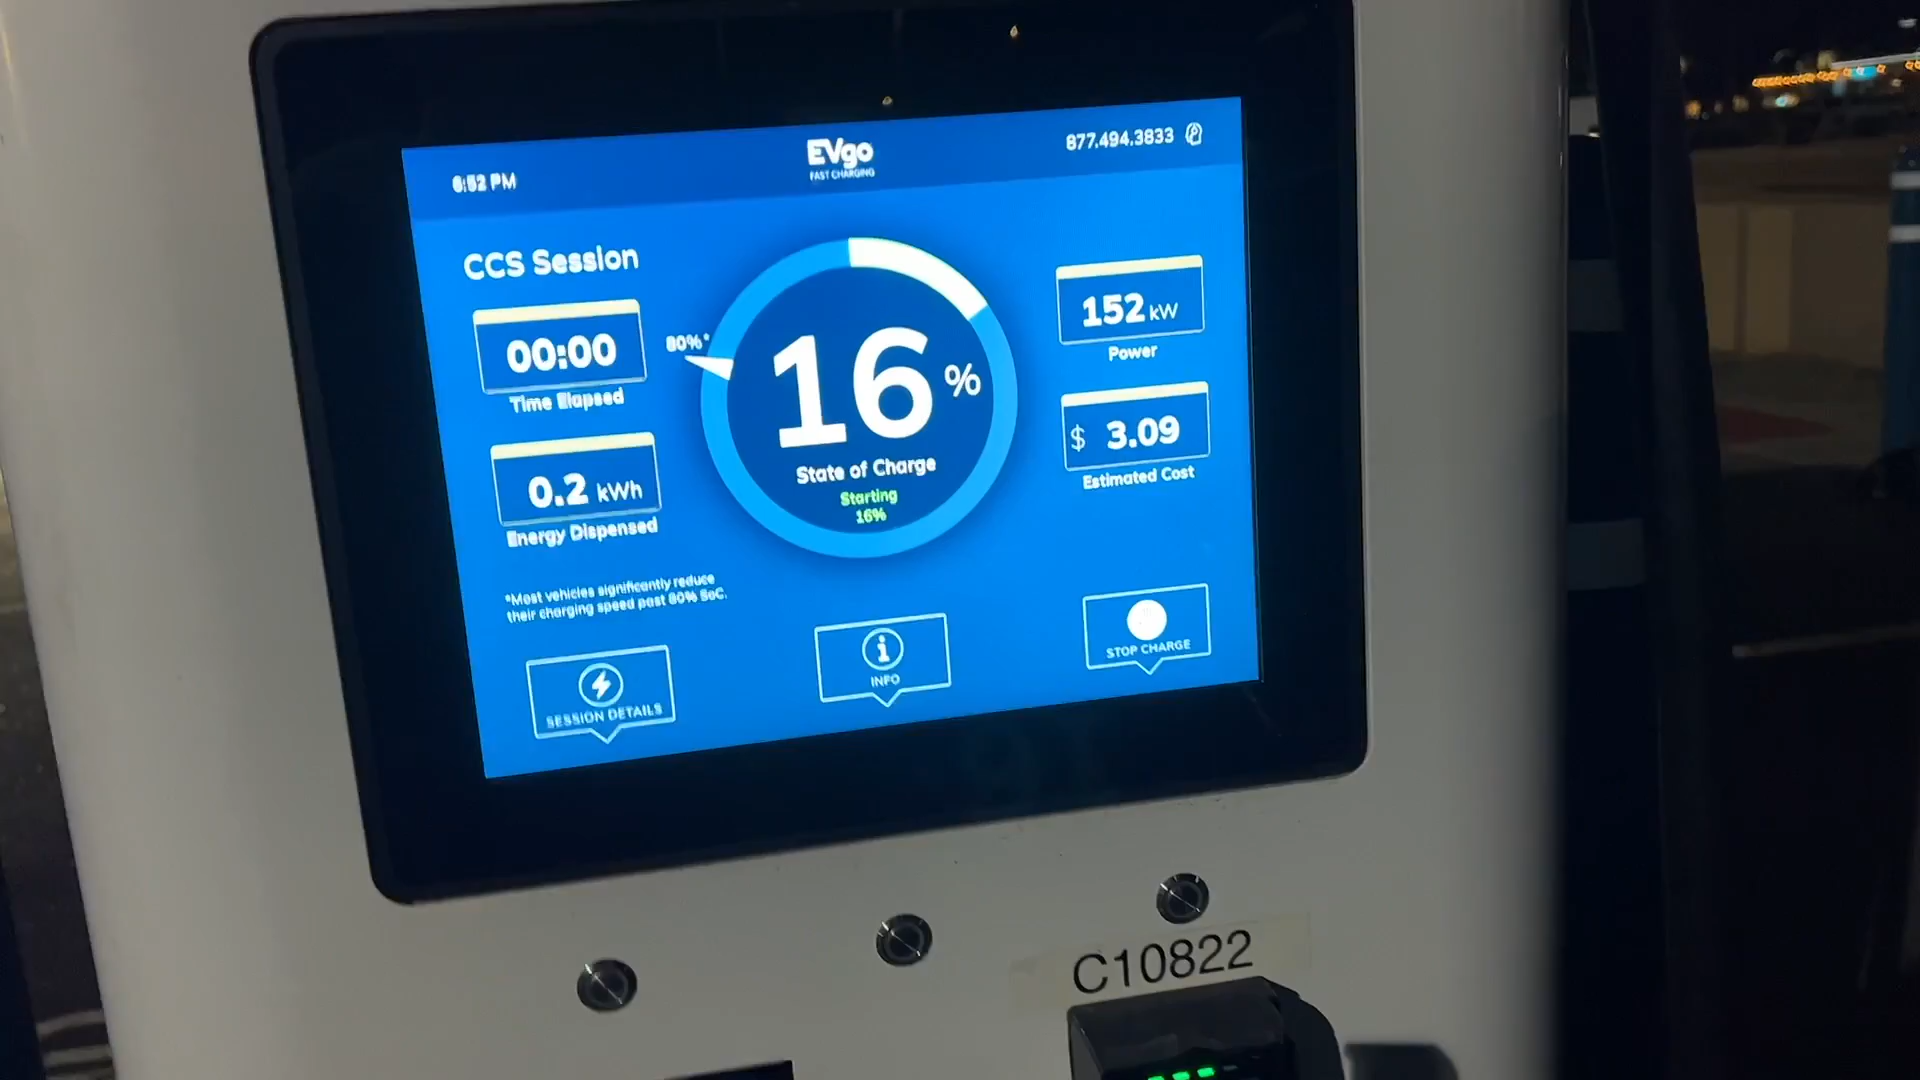 6:52 PM
EVgo
FAST CHARGING
877.494.3833
CCS Session
00:00
Time Elapsed
0.2 kWh
Energy Dispensed
80%*
16%
State of Charge
Starting
16%
152 kW
Power
$ 3.09
Estimated Cost
*Most vehicles significantly reduce
their charging speed past 80% SoC.
SESSION DETAILS
INFO
STOP CHARGE
C10822